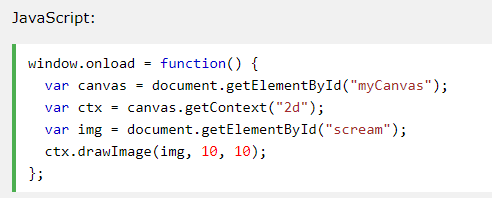 JavaScript:
window.onload = function() {
  var canvas = document.getElementById("myCanvas");
  var ctx = canvas.getContext("2d");
  var img = document.getElementById("scream");
  ctx.drawImage(img, 10, 10);
};